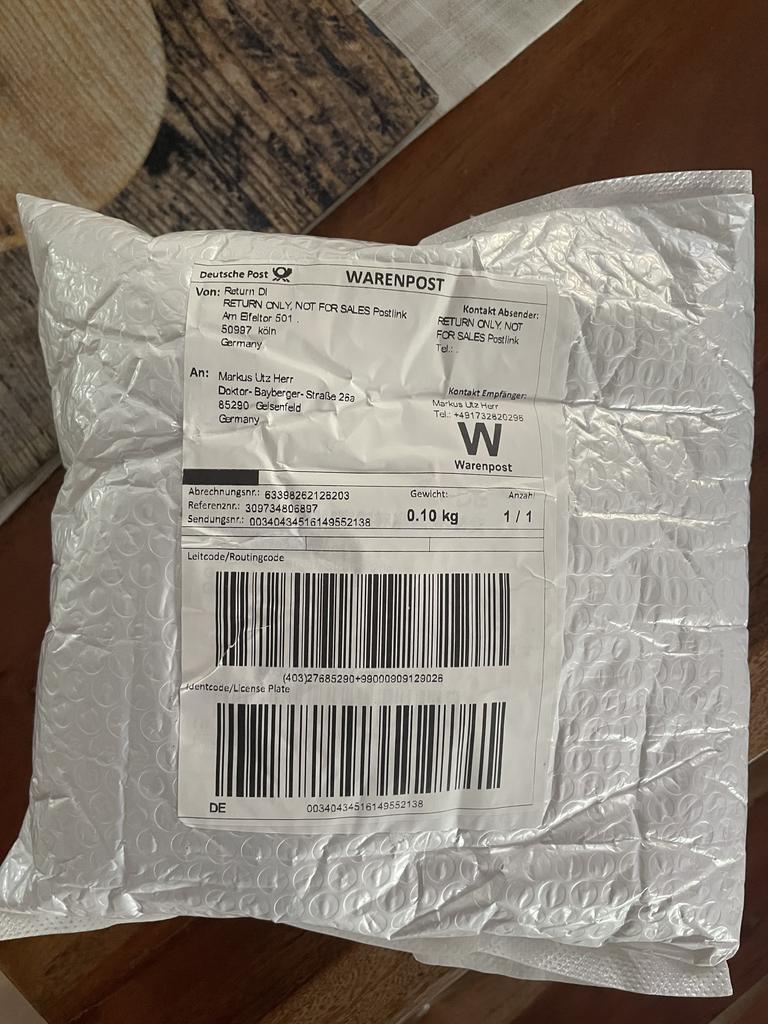 Deutsche Post WARENPOST
Von: Return DI
RETURN ONLY, NOT FOR SALES Postlink
Am Eifeltor 501 .
50997 köln
Germany
Kontakt Absender:
RETURN ONLY, NOT
FOR SALES Postlink
Tel.: .
An: Markus Utz Herr
Doktor-Bayberger-Straße 26a
85290 Geisenfeld
Germany
Kontakt Empfänger:
Markus Utz Herr
Tel.: +491732820295
W
Warenpost
Abrechnungsnr.: 63398262126203
Referenznr.: 309734806897
Sendungsnr.: 00340434516149552138
Gewicht:
0.10 kg
Anzahl
1 / 1
Leitcode/Routingcode
(403)27685290+99000909129026
Identcode/License Plate
DE 00340434516149552138